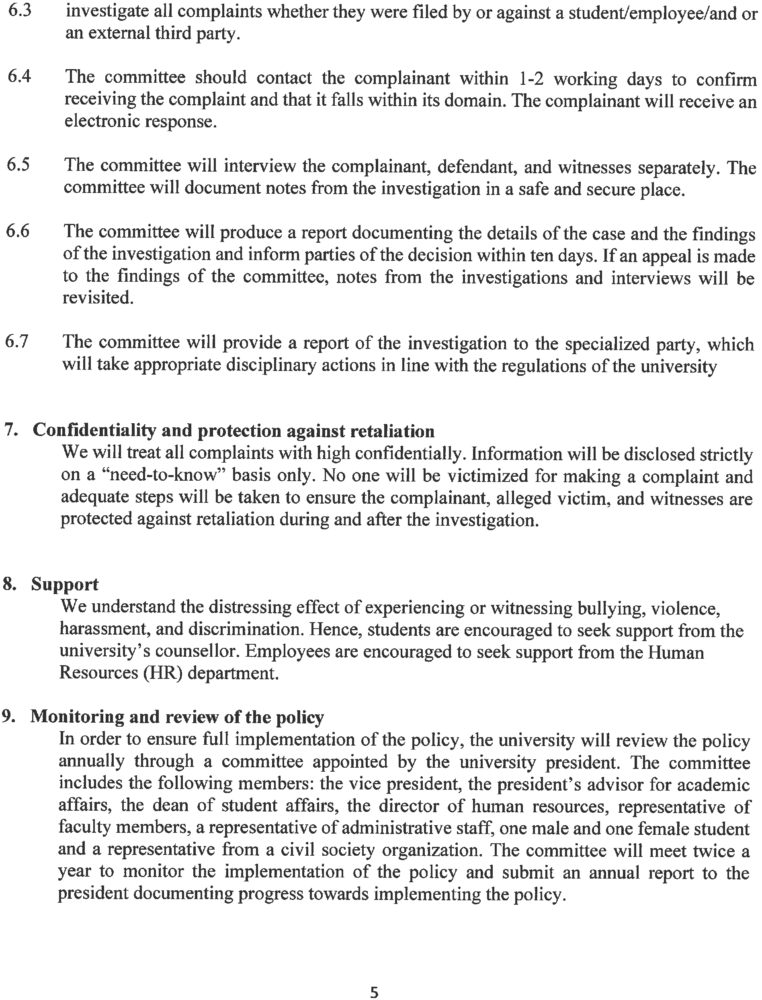 6.3 investigate all complaints whether they were filed by or against a student/employee/and or
an external third party.
6.4 The committee should contact the complainant within 1-2 working days to confirm
receiving the complaint and that it falls within its domain. The complainant will receive an
electronic response.
6.5 The committee will interview the complainant, defendant, and witnesses separately. The
committee will document notes from the investigation in a safe and secure place.
6.6 The committee will produce a report documenting the details of the case and the findings
of the investigation and inform parties of the decision within ten days. If an appeal is made
to the findings of the committee, notes from the investigations and interviews will be
revisited.
6.7 The committee will provide a report of the investigation to the specialized party, which
will take appropriate disciplinary actions in line with the regulations of the university
7. Confidentiality and protection against retaliation
We will treat all complaints with high confidentially. Information will be disclosed strictly
on a “need-to-know” basis only. No one will be victimized for making a complaint and
adequate steps will be taken to ensure the complainant, alleged victim, and witnesses are
protected against retaliation during and after the investigation.
8. Support
We understand the distressing effect of experiencing or witnessing bullying, violence,
harassment, and discrimination. Hence, students are encouraged to seek support from the
university’s counsellor. Employees are encouraged to seek support from the Human
Resources (HR) department.
9. Monitoring and review of the policy
In order to ensure full implementation of the policy, the university will review the policy
annually through a committee appointed by the university president. The committee
includes the following members: the vice president, the president’s advisor for academic
affairs, the dean of student affairs, the director of human resources, representative of
faculty members, a representative of administrative staff, one male and one female student
and a representative from a civil society organization. The committee will meet twice a
year to monitor the implementation of the policy and submit an annual report to the
president documenting progress towards implementing the policy.
5